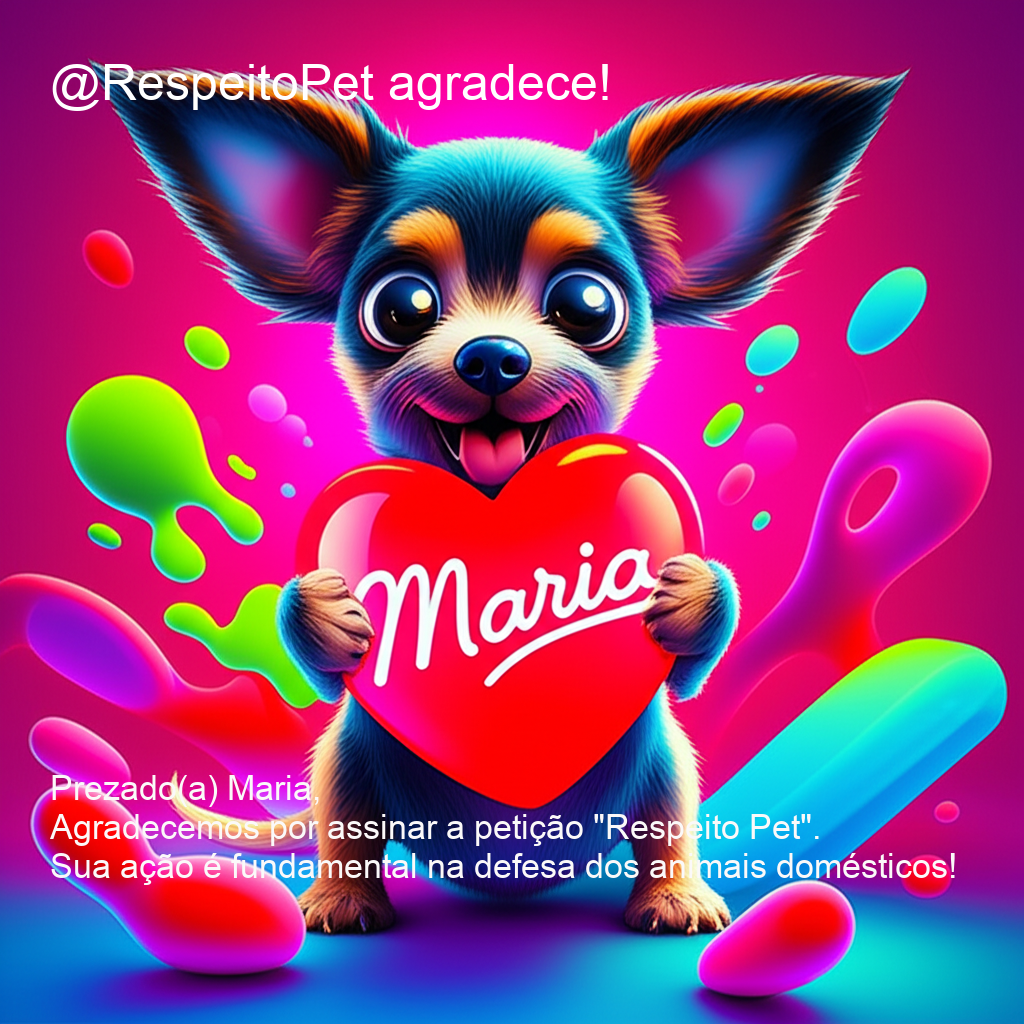 @RespeitoPet agradece!
Maria
Prezado(a) Maria,
Agradecemos por assinar a petição "Respeito Pet".
Sua ação é fundamental na defesa dos animais domésticos!